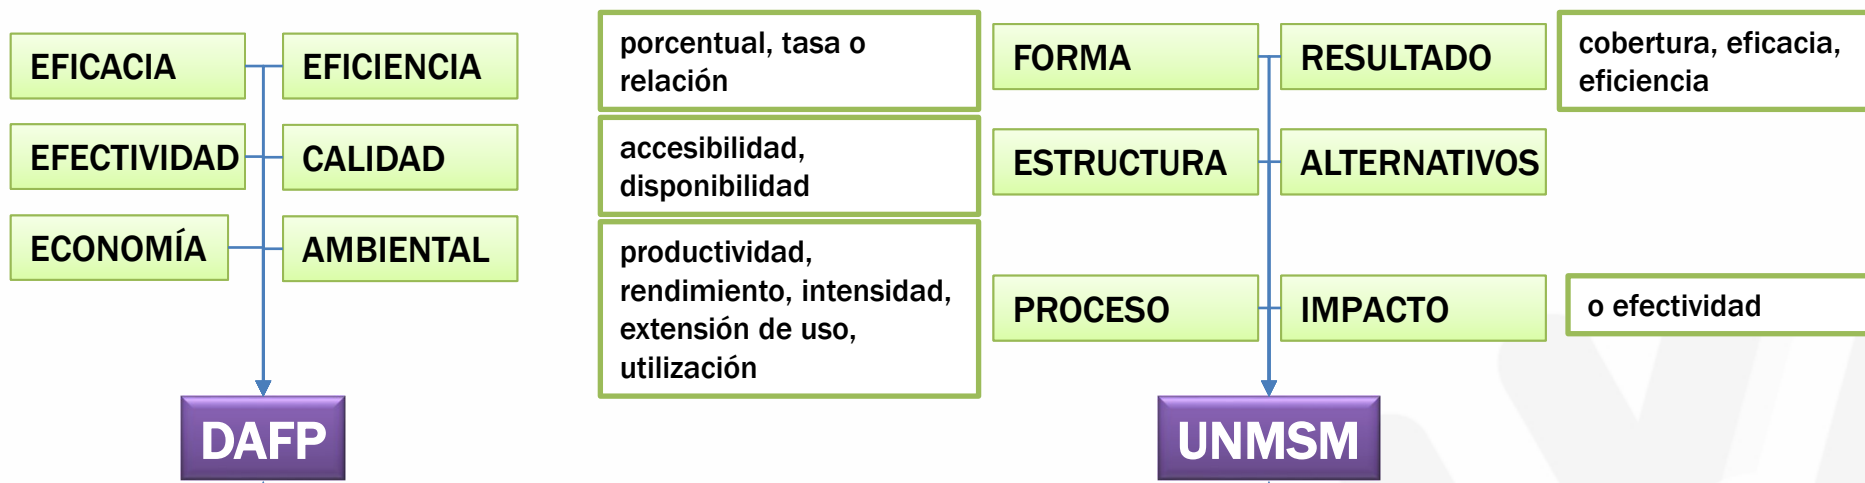 EFICACIA
EFICIENCIA
EFECTIVIDAD
CALIDAD
ECONOMÍA
AMBIENTAL
DAFP
porcentual, tasa o
relación
FORMA
RESULTADO
cobertura, eficacia,
eficiencia
accesibilidad,
disponibilidad
ESTRUCTURA
ALTERNATIVOS
productividad,
rendimiento, intensidad,
extensión de uso,
utilización
PROCESO
IMPACTO
o efectividad
UNMSM